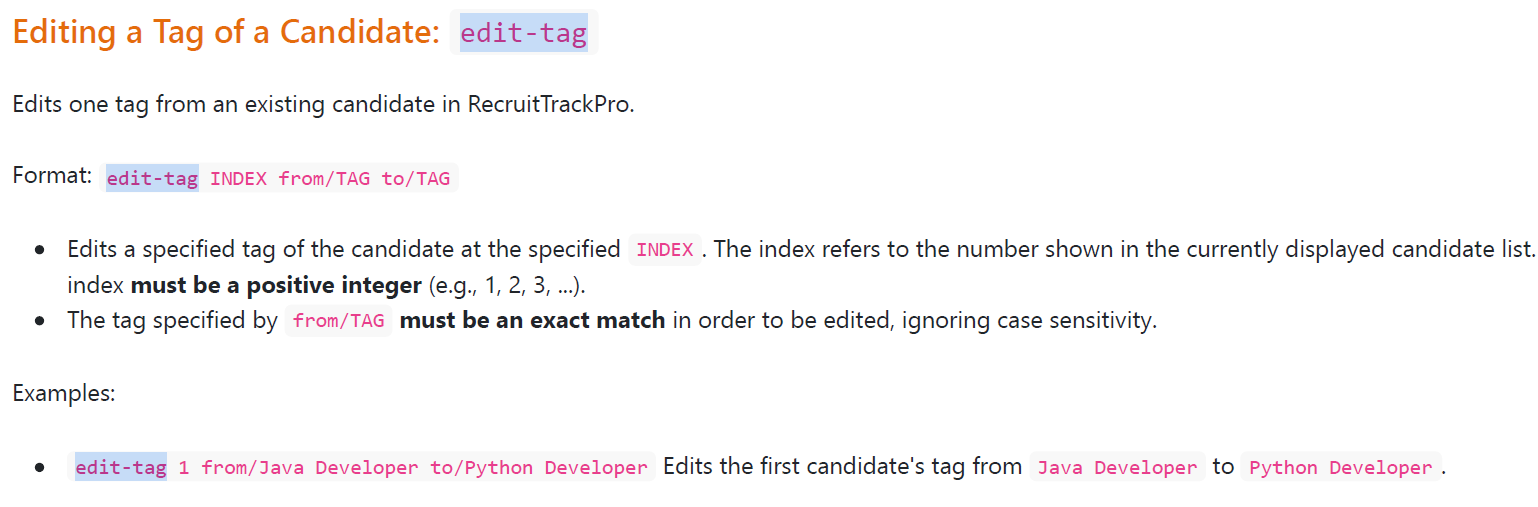 Editing a Tag of a Candidate: edit-tag
Edits one tag from an existing candidate in RecruitTrackPro.
Format: edit-tag INDEX from/TAG to/TAG
• Edits a specified tag of the candidate at the specified INDEX. The index refers to the number shown in the currently displayed candidate list.
index must be a positive integer (e.g., 1, 2, 3, ...).
• The tag specified by from/TAG must be an exact match in order to be edited, ignoring case sensitivity.
Examples:
• edit-tag 1 from/Java Developer to/Python Developer Edits the first candidate's tag from Java Developer to Python Developer.